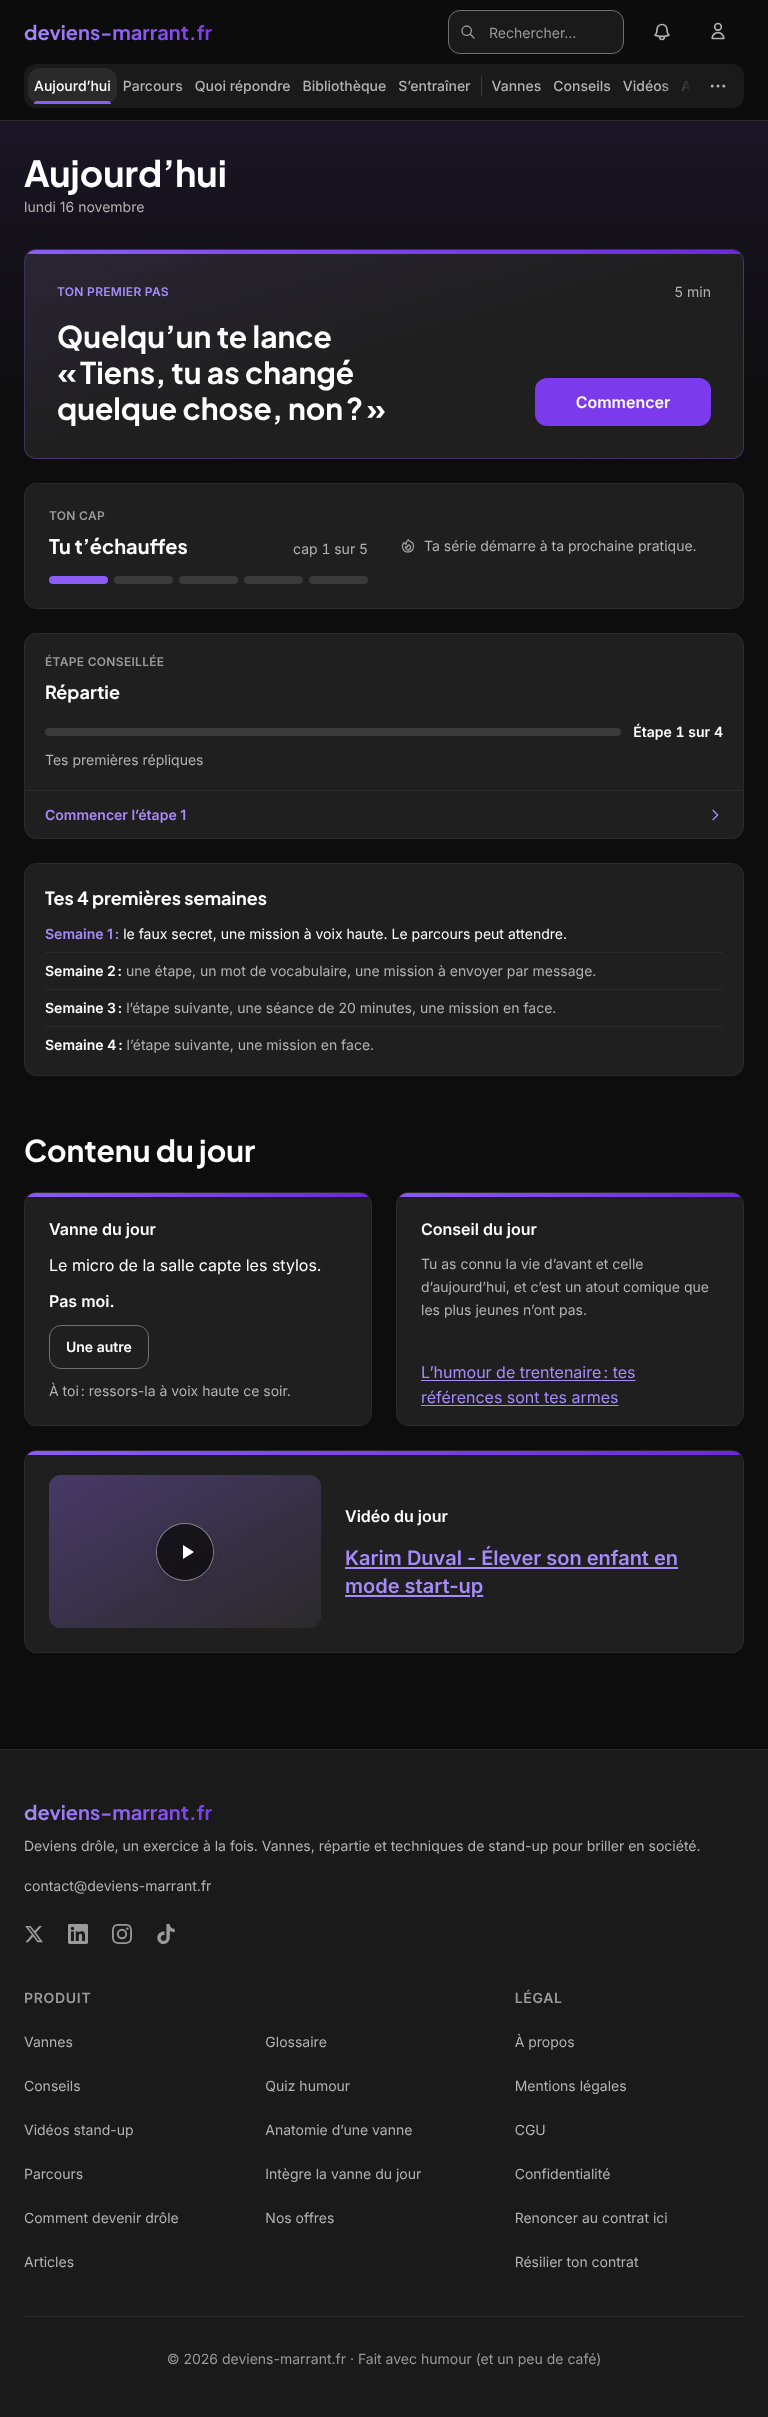 deviens-marrant.fr
Rechercher...
Aujourd’hui Parcours Quoi répondre Bibliothèque S’entraîner Vannes Conseils Vidéos
Aujourd’hui
lundi 16 novembre
TON PREMIER PAS
5 min
Quelqu’un te lance
« Tiens, tu as changé
quelque chose, non ? »
Commencer
TON CAP
Tu t’échauffes
cap 1 sur 5
Ta série démarre à ta prochaine pratique.
ÉTAPE CONSEILLÉE
Répartie
Étape 1 sur 4
Tes premières répliques
Commencer l’étape 1
Tes 4 premières semaines
Semaine 1 : le faux secret, une mission à voix haute. Le parcours peut attendre.
Semaine 2 : une étape, un mot de vocabulaire, une mission à envoyer par message.
Semaine 3 : l’étape suivante, une séance de 20 minutes, une mission en face.
Semaine 4 : l’étape suivante, une mission en face.
Contenu du jour
Vanne du jour
Le micro de la salle capte les stylos.
Pas moi.
Une autre
À toi : ressors-la à voix haute ce soir.
Conseil du jour
Tu as connu la vie d’avant et celle
d’aujourd’hui, et c’est un atout comique que
les plus jeunes n’ont pas.
L’humour de trentenaire : tes
références sont tes armes
Vidéo du jour
Karim Duval - Élever son enfant en
mode start-up
deviens-marrant.fr
Deviens drôle, un exercice à la fois. Vannes, répartie et techniques de stand-up pour briller en société.
contact@deviens-marrant.fr
PRODUIT
Vannes
Conseils
Vidéos stand-up
Parcours
Comment devenir drôle
Articles
Glossaire
Quiz humour
Anatomie d’une vanne
Intègre la vanne du jour
Nos offres
LÉGAL
À propos
Mentions légales
CGU
Confidentialité
Renoncer au contrat ici
Résilier ton contrat
© 2026 deviens-marrant.fr · Fait avec humour (et un peu de café)